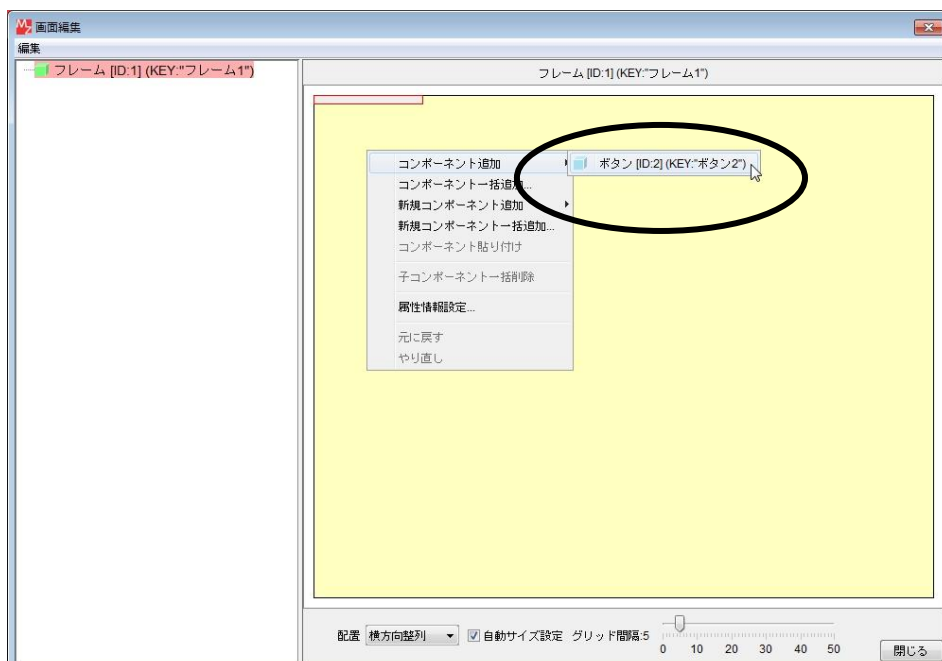 画面編集
編集
フレーム [ID:1] (KEY:"フレーム1")
フレーム [ID:1] (KEY:"フレーム1")
コンポーネント追加
ボタン [ID:2] (KEY:"ボタン2")
コンポーネント一括追加...
新規コンポーネント追加
新規コンポーネント一括追加...
コンポーネント貼り付け
子コンポーネント一括削除
属性情報設定...
元に戻す
やり直し
配置 横方向整列 自動サイズ設定 グリッド間隔:5
0 10 20 30 40 50
閉じる